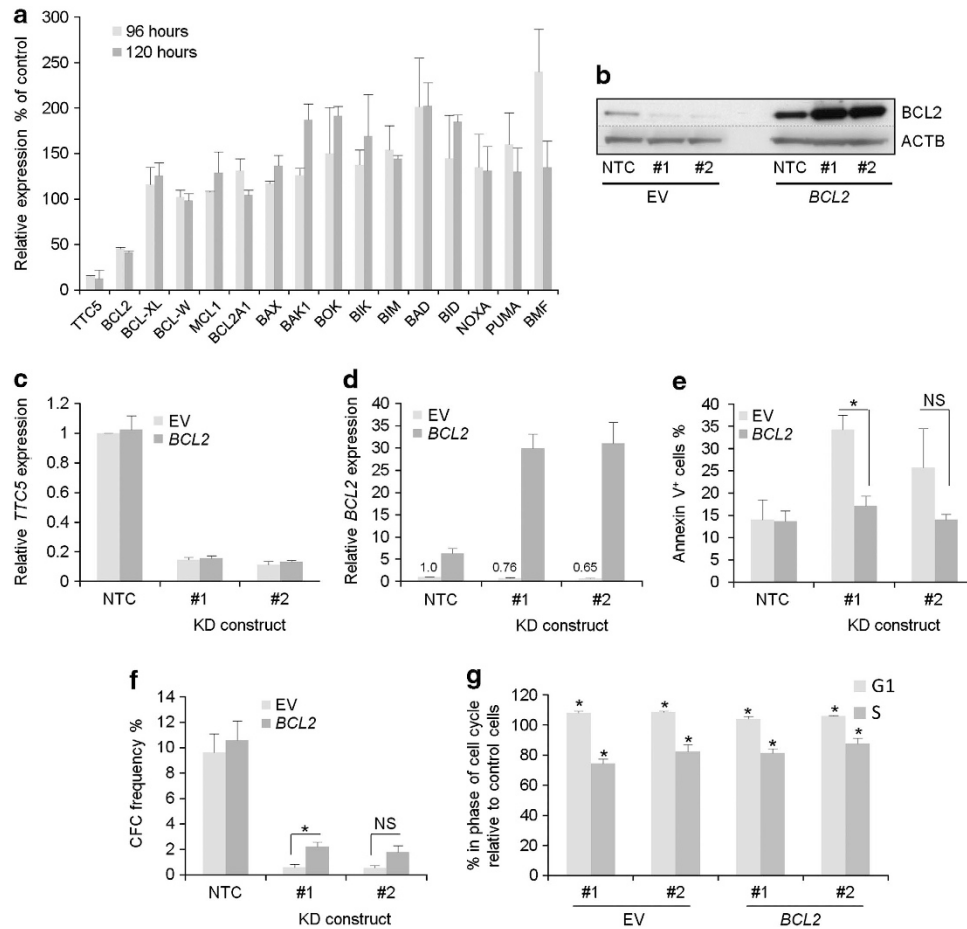 a
96 hours
120 hours
Relative expression % of control
300
250
200
150
100
50
0
TTC5
BCL2
BCL-XL
BCL-W
MCL1
BCL2A1
BAX
BAK1
BOK
BIK
BIM
BAD
BID
NOXA
PUMA
BMF
b
BCL2
ACTB
NTC #1 #2 NTC #1 #2
EV BCL2
c
EV
BCL2
Relative TTC5 expression
1.2
1
0.8
0.6
0.4
0.2
0
NTC #1 #2
KD construct
d
EV
BCL2
Relative BCL2 expression
40
35
30
25
20
15
10
5
0
1.0 0.76 0.65
NTC #1 #2
KD construct
e
EV
BCL2
Annexin V+ cells %
40
35
30
25
20
15
10
5
0
* NS
NTC #1 #2
KD construct
f
EV
BCL2
CFC frequency %
14
12
10
8
6
4
2
0
* NS
NTC #1 #2
KD construct
g
G1
S
% in phase of cell cycle
relative to control cells
120
100
80
60
40
20
0
* * * *
* * * *
#1 #2 #1 #2
EV BCL2